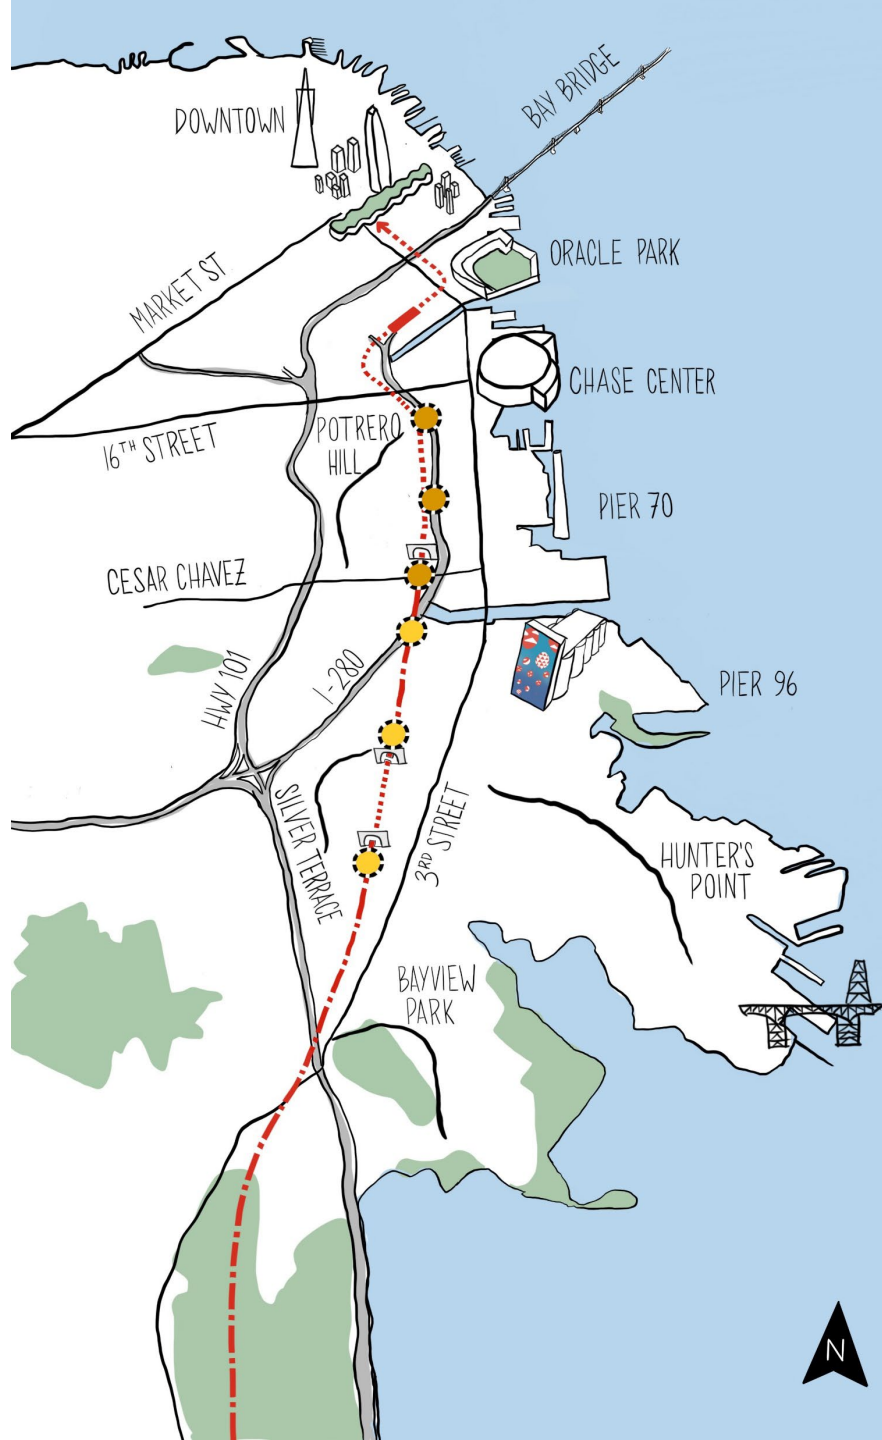 BAY BRIDGE
DOWNTOWN
ORACLE PARK
MARKET ST
CHASE CENTER
16TH STREET
POTRERO
HILL
PIER 70
CESAR CHAVEZ
HWY 101
I-280
PIER 96
SILVER TERRACE
3RD STREET
HUNTER'S
POINT
BAYVIEW
PARK
N